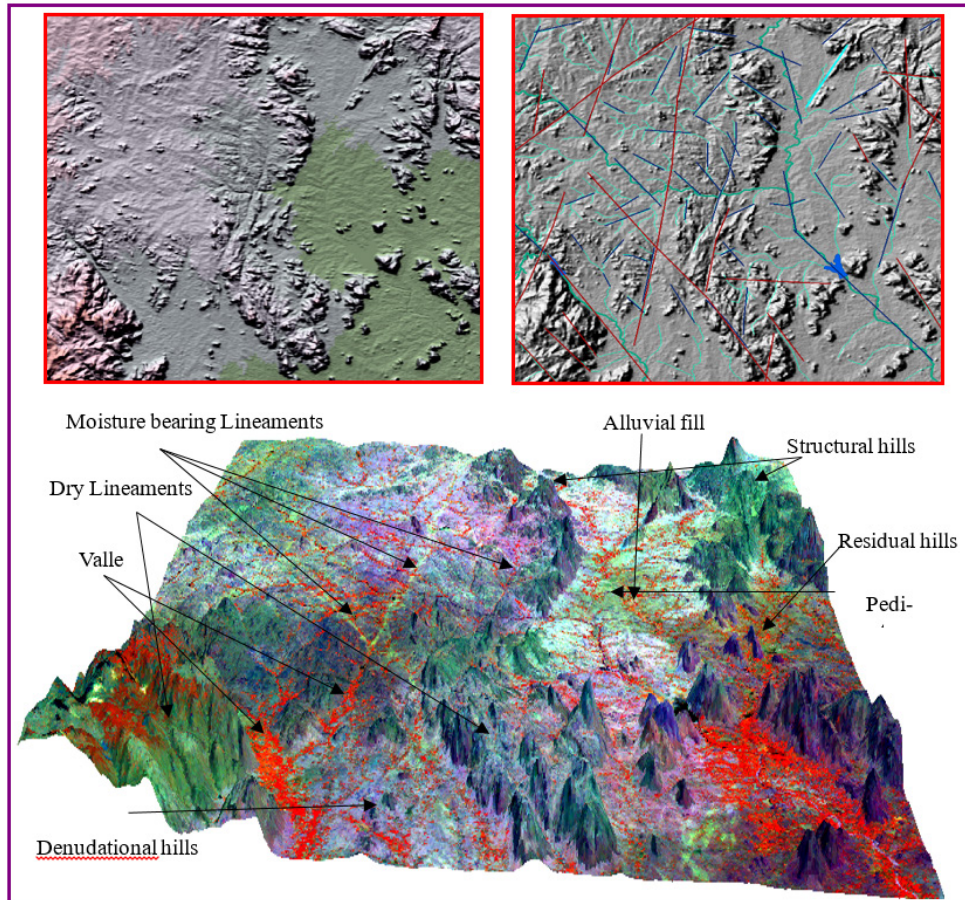 Moisture bearing Lineaments
Alluvial fill
Structural hills
Dry Lineaments
Valle
Residual hills
Pedi-
Denudational hills